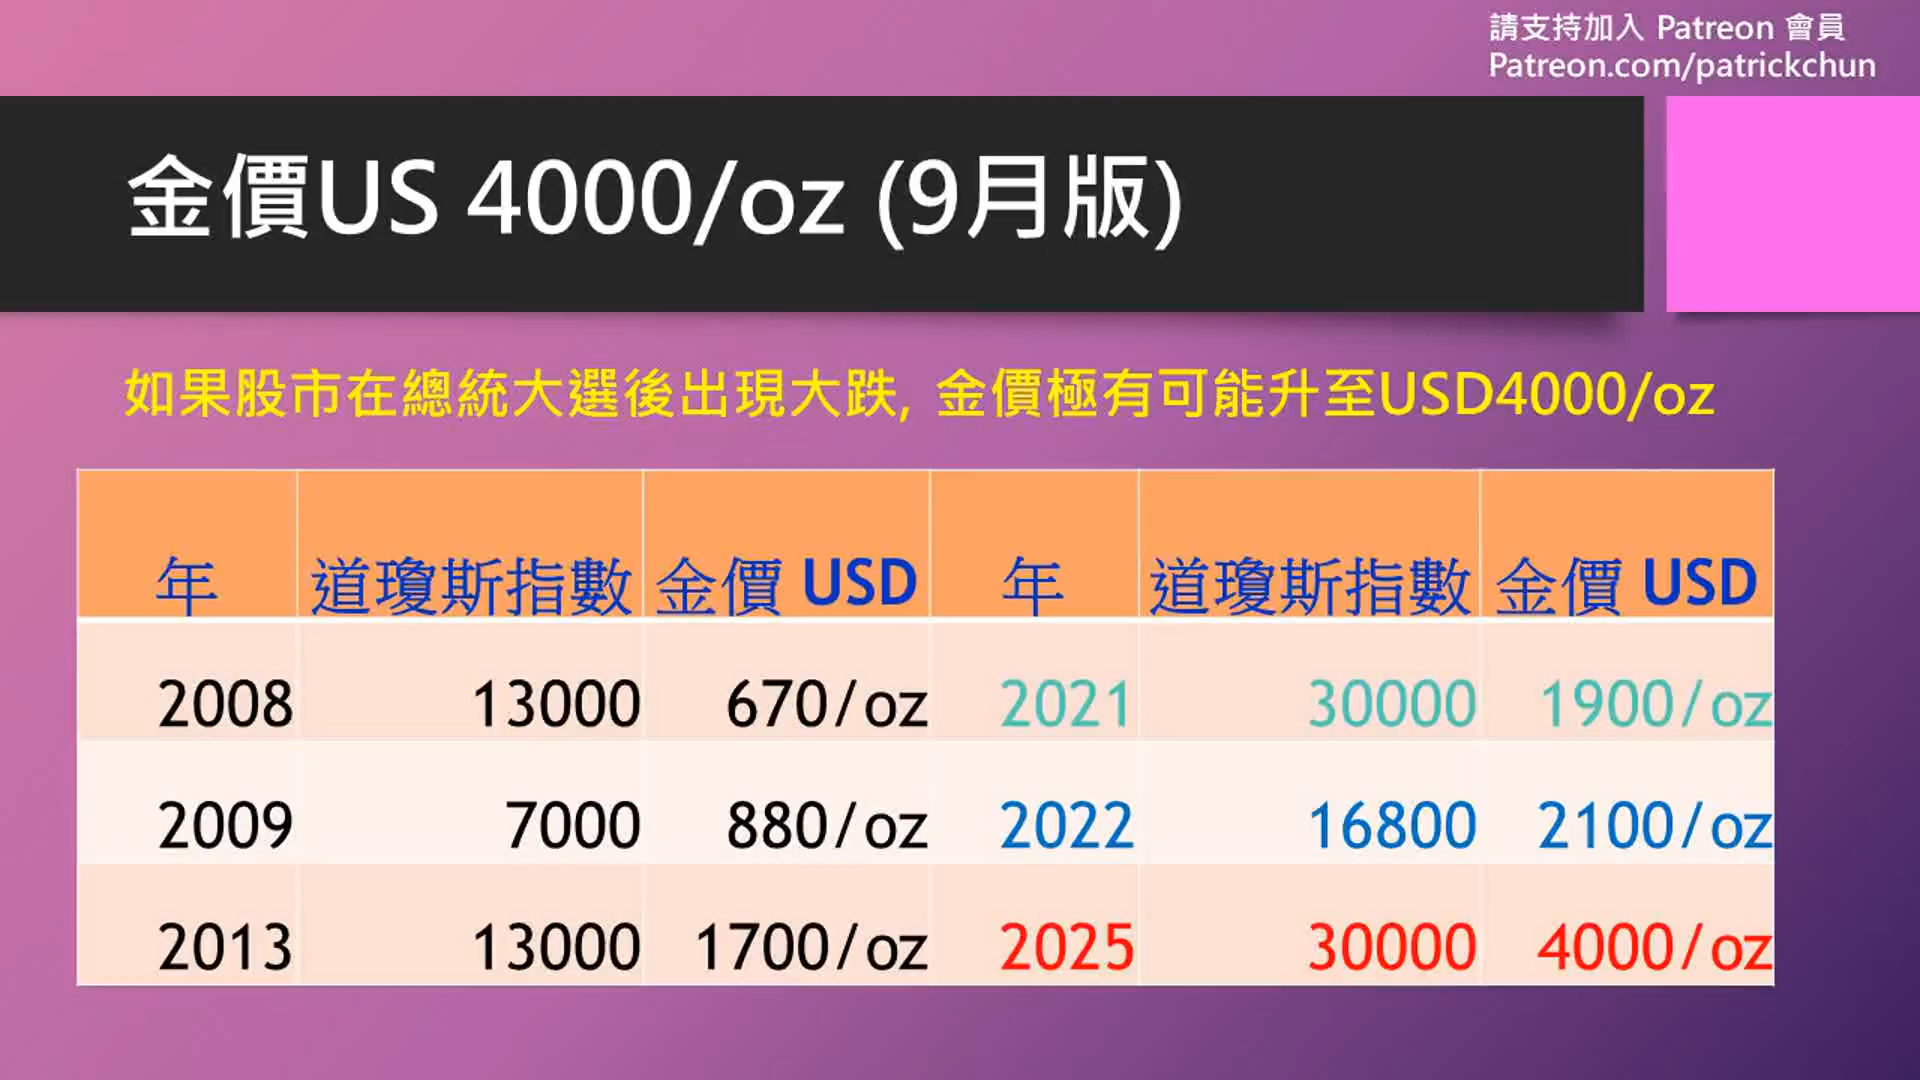 請支持加入 Patreon 會員
Patreon.com/patrickchun
金價US 4000/oz (9月版)
如果股市在總統大選後出現大跌, 金價極有可能升至USD4000/oz
年 道瓊斯指數 金價 USD 年 道瓊斯指數 金價 USD
2008 13000 670/oz 2021 30000 1900/oz
2009 7000 880/oz 2022 16800 2100/oz
2013 13000 1700/oz 2025 30000 4000/oz